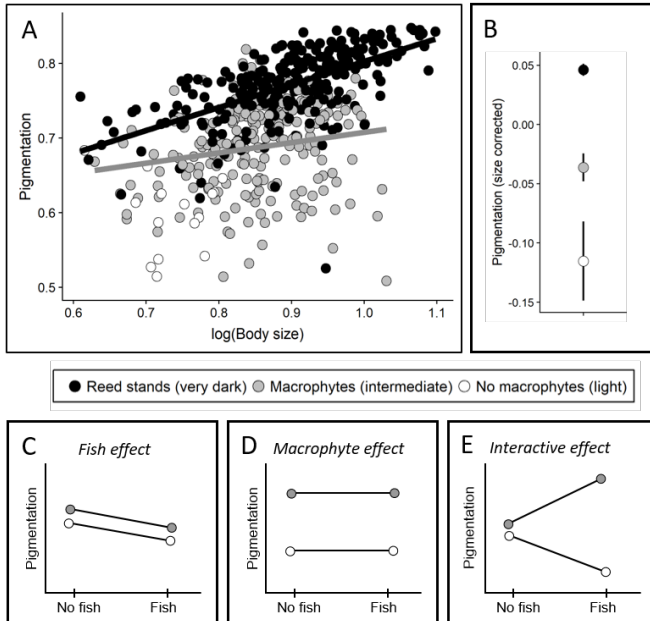 A
B
Pigmentation
0.8
0.7
0.6
0.5
0.6 0.7 0.8 0.9 1.0 1.1
log(Body size)
Pigmentation (size corrected)
0.05
0.00
-0.05
-0.10
-0.15
Reed stands (very dark) Macrophytes (intermediate) No macrophytes (light)
C Fish effect
Pigmentation
No fish Fish
D Macrophyte effect
Pigmentation
No fish Fish
E Interactive effect
Pigmentation
No fish Fish